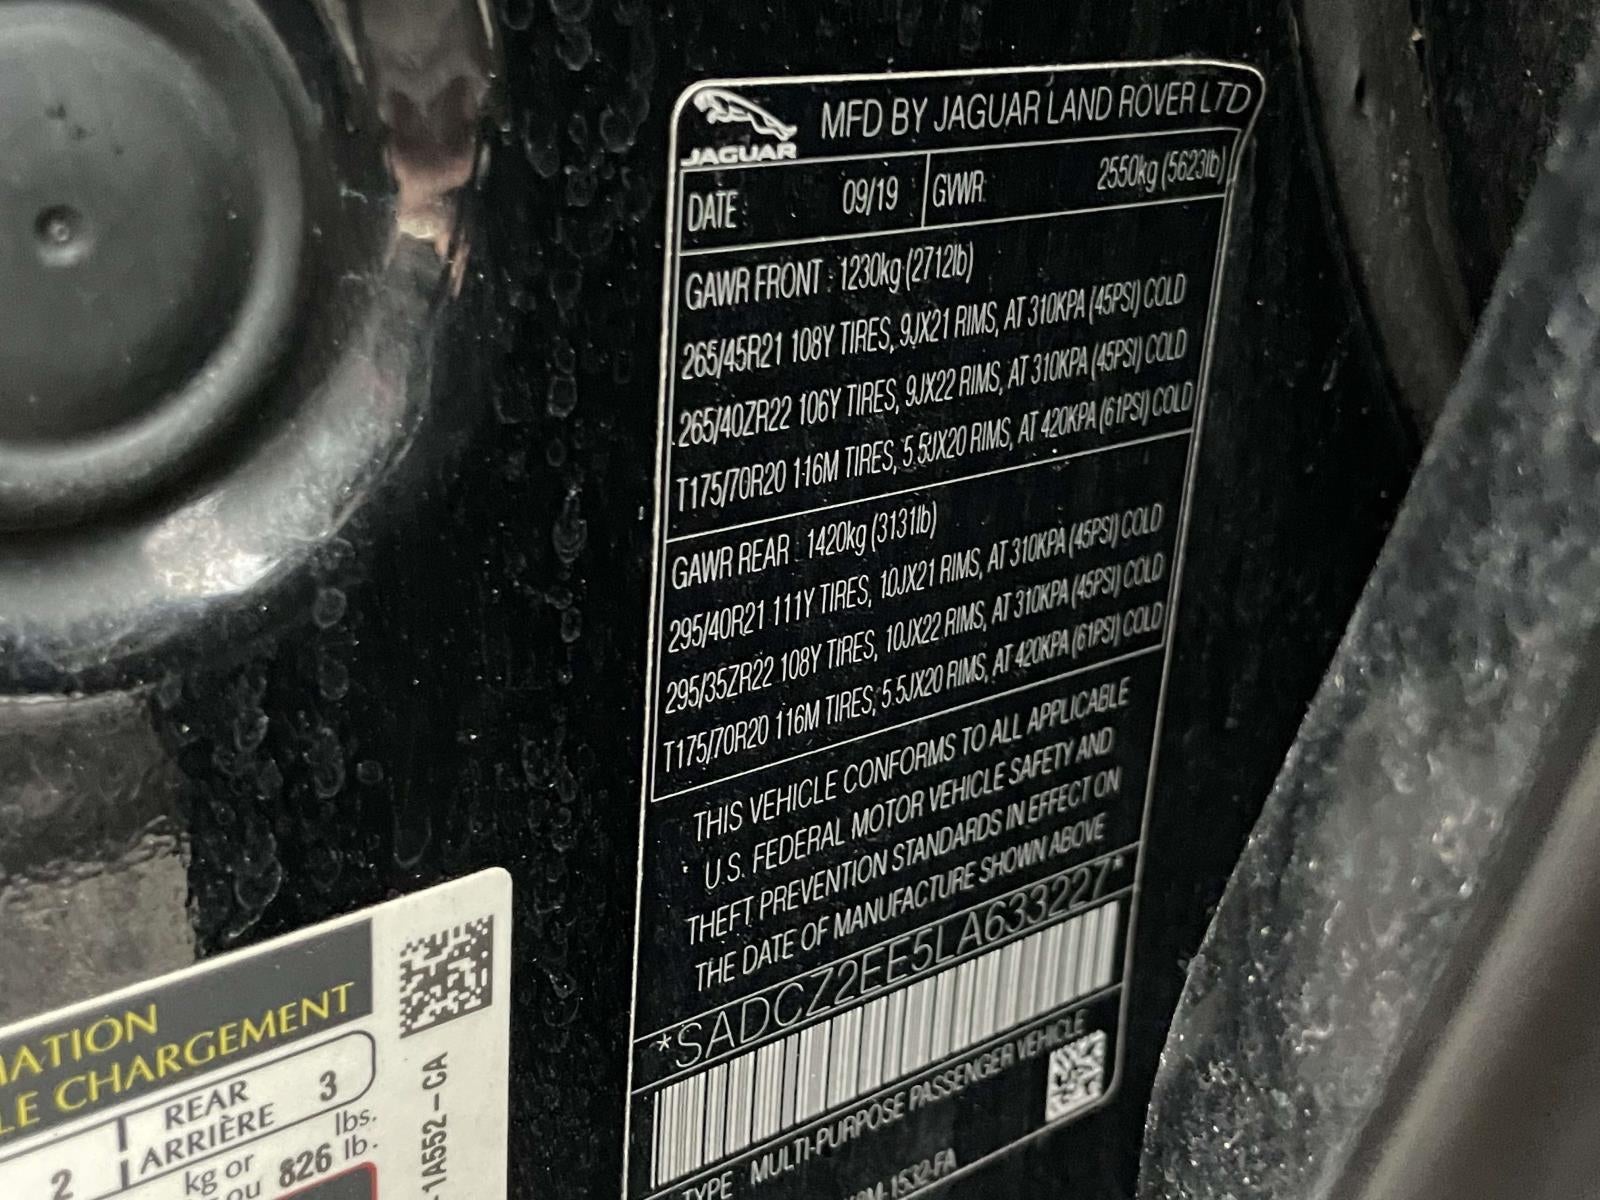 JAGUAR
MFD BY JAGUAR LAND ROVER LTD
DATE : 09/19 GVWR 2550kg (5623lb)
GAWR FRONT : 1230kg (2712lb)
265/45R21 108Y TIRES, 9JX21 RIMS, AT 310KPA (45PSI) COLD
265/40ZR22 106Y TIRES, 9JX22 RIMS, AT 310KPA (45PSI) COLD
T175/70R20 116M TIRES, 5.5JX20 RIMS, AT 420KPA (61PSI) COLD
GAWR REAR : 1420kg (3131lb)
295/40R21 111Y TIRES, 10JX21 RIMS, AT 310KPA (45PSI) COLD
295/35ZR22 108Y TIRES, 10JX22 RIMS, AT 310KPA (45PSI) COLD
T175/70R20 116M TIRES, 5.5JX20 RIMS, AT 420KPA (61PSI) COLD
THIS VEHICLE CONFORMS TO ALL APPLICABLE
U.S. FEDERAL MOTOR VEHICLE SAFETY AND
THEFT PREVENTION STANDARDS IN EFFECT ON
THE DATE OF MANUFACTURE SHOWN ABOVE
*SADCZ2EE5LA633227*
TYPE : MULTI-PURPOSE PASSENGER VEHICLE
-1532-FA
MATION
LE CHARGEMENT
2 REAR 3
ARRIÈRE
kg or lbs.
ou 826 lb.
-1A552-CA